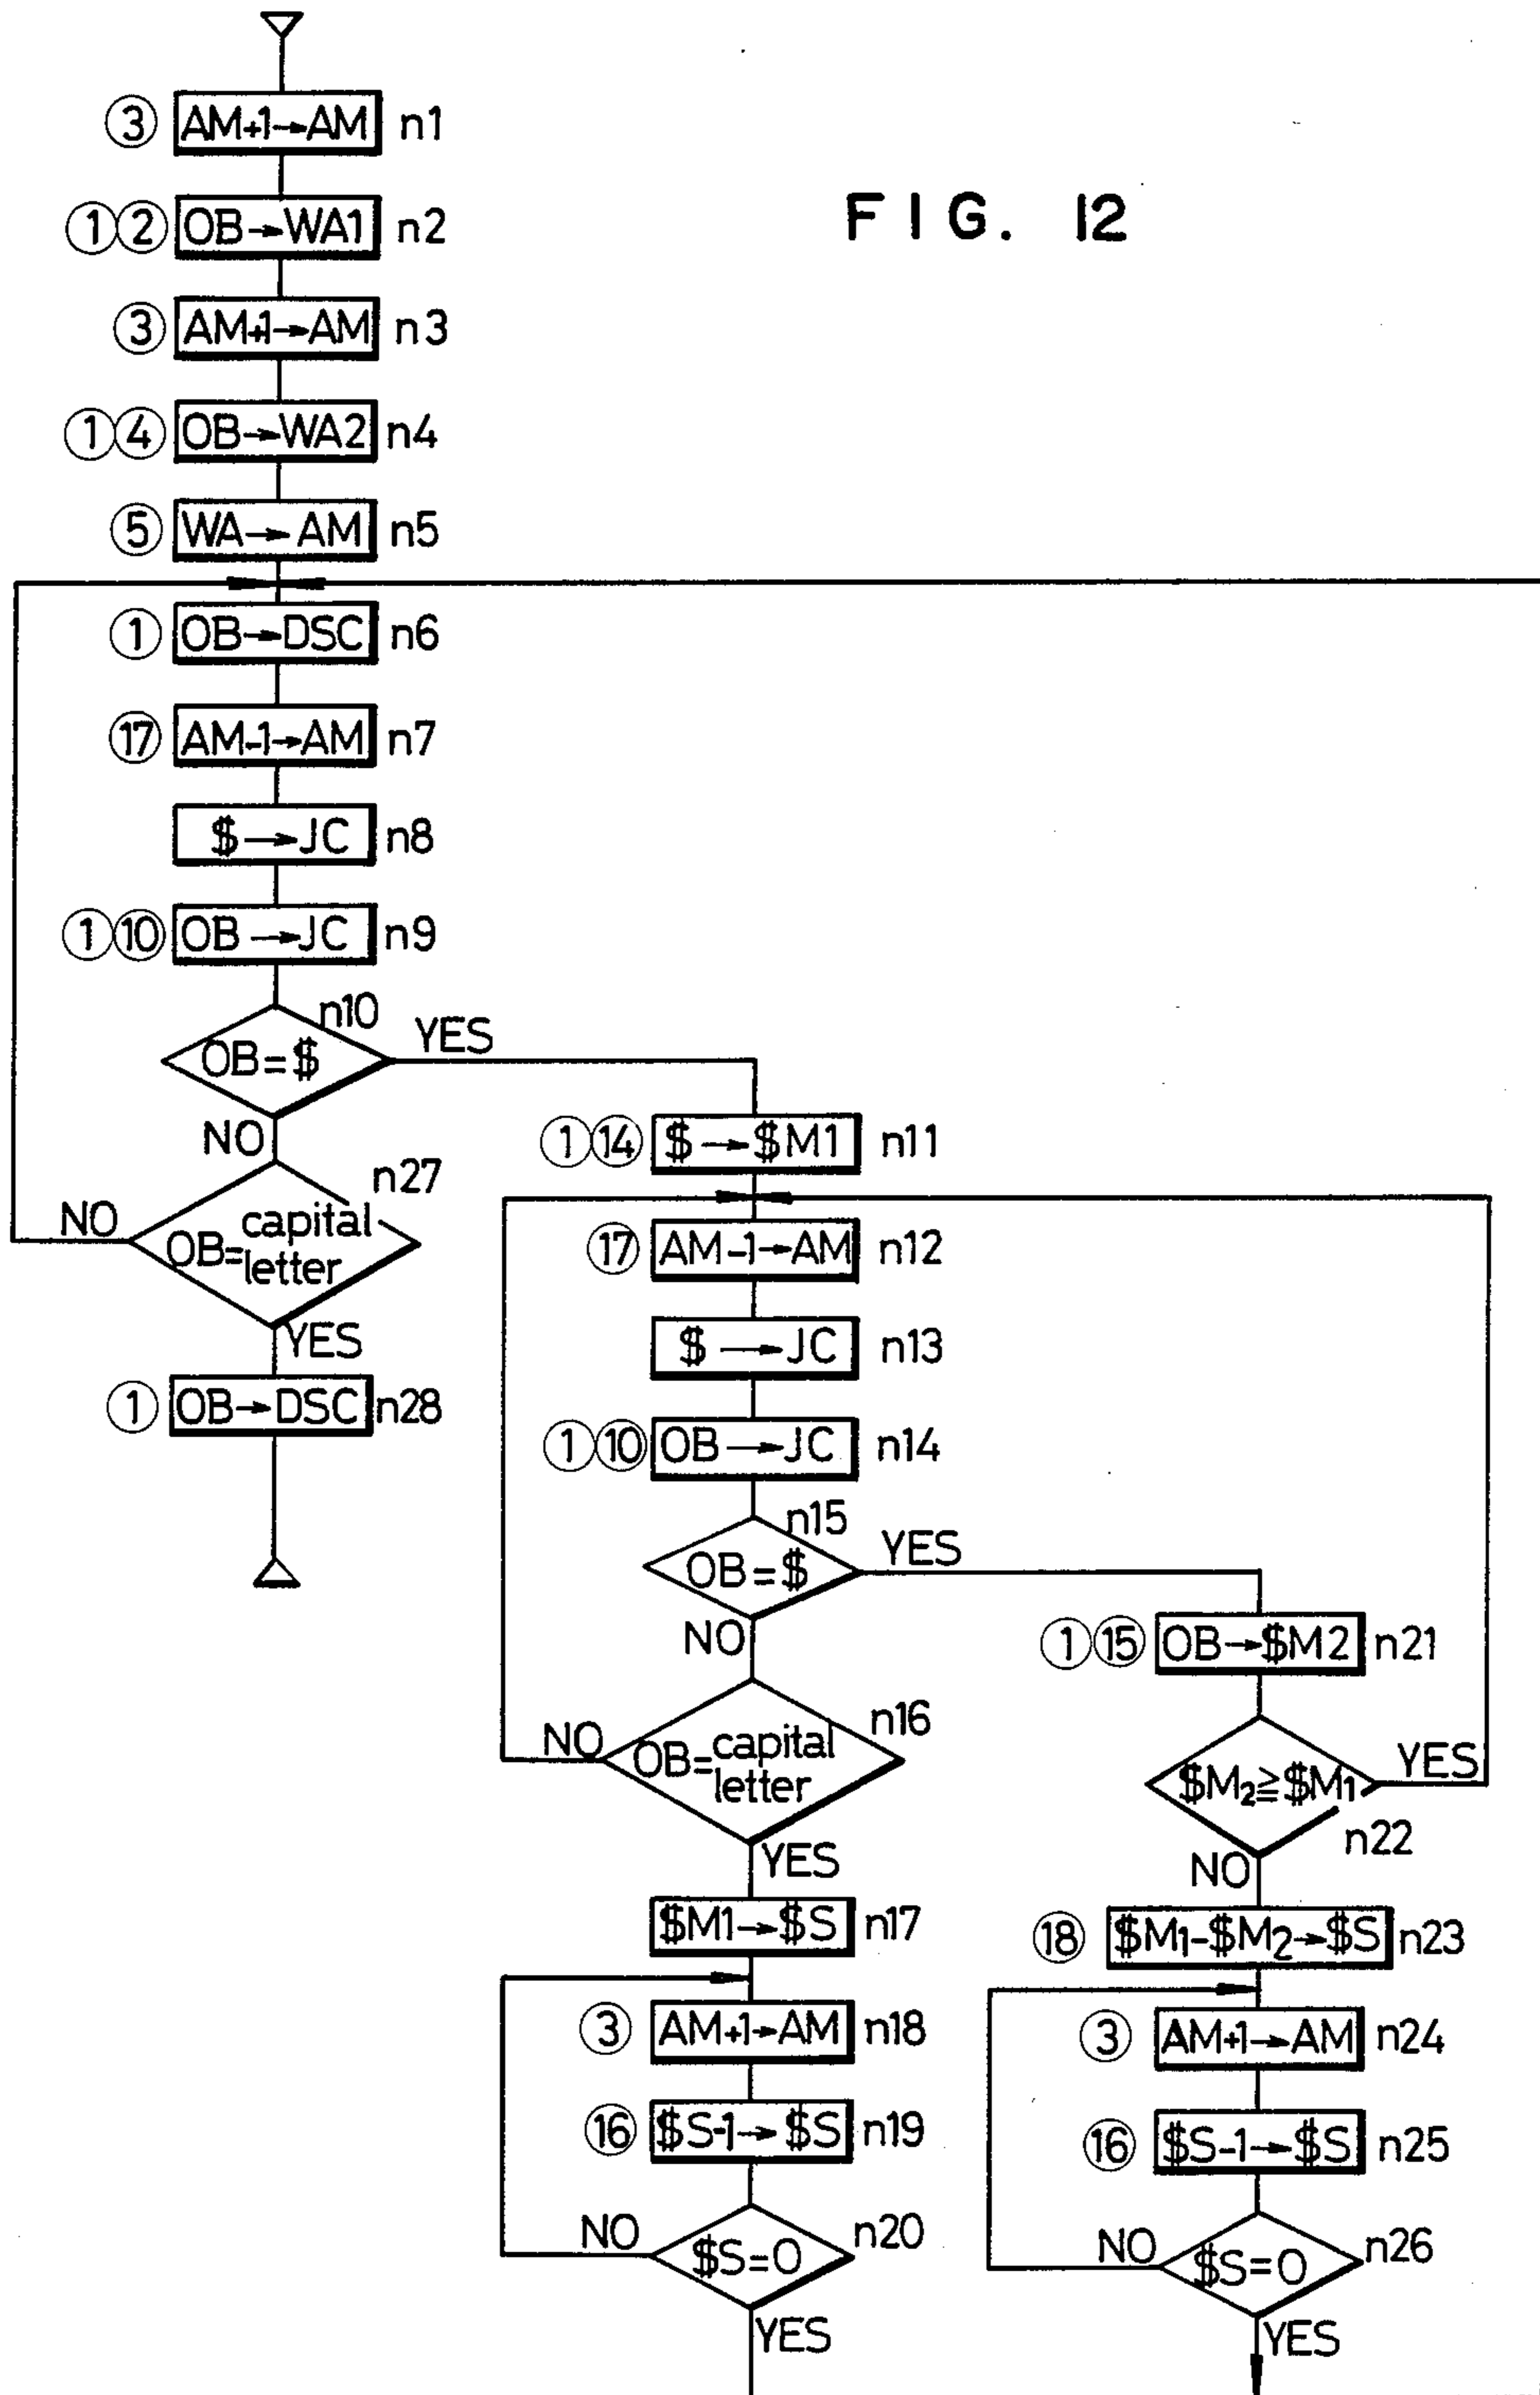 FIG. 12
③ AM+1→AM n1
①② OB→WA1 n2
③ AM+1→AM n3
①④ OB→WA2 n4
⑤ WA→AM n5
① OB→DSC n6
⑰ AM-1→AM n7
$→JC n8
①⑩ OB→JC n9
n10
OB=$
YES
NO
n27
OB=capital
letter
NO
YES
① OB→DSC n28
①⑭ $→$M1 n11
⑰ AM-1→AM n12
$→JC n13
①⑩ OB→JC n14
n15
OB=$
YES
NO
n16
OB=capital
letter
NO
YES
$M1→$S n17
③ AM+1→AM n18
⑯ $S-1→$S n19
n20
$S=0
NO
YES
①⑮ OB→$M2 n21
$M₂≧$M₁
YES
n22
NO
⑱ $M₁-$M₂→$S n23
③ AM+1→AM n24
⑯ $S-1→$S n25
n26
$S=0
NO
YES